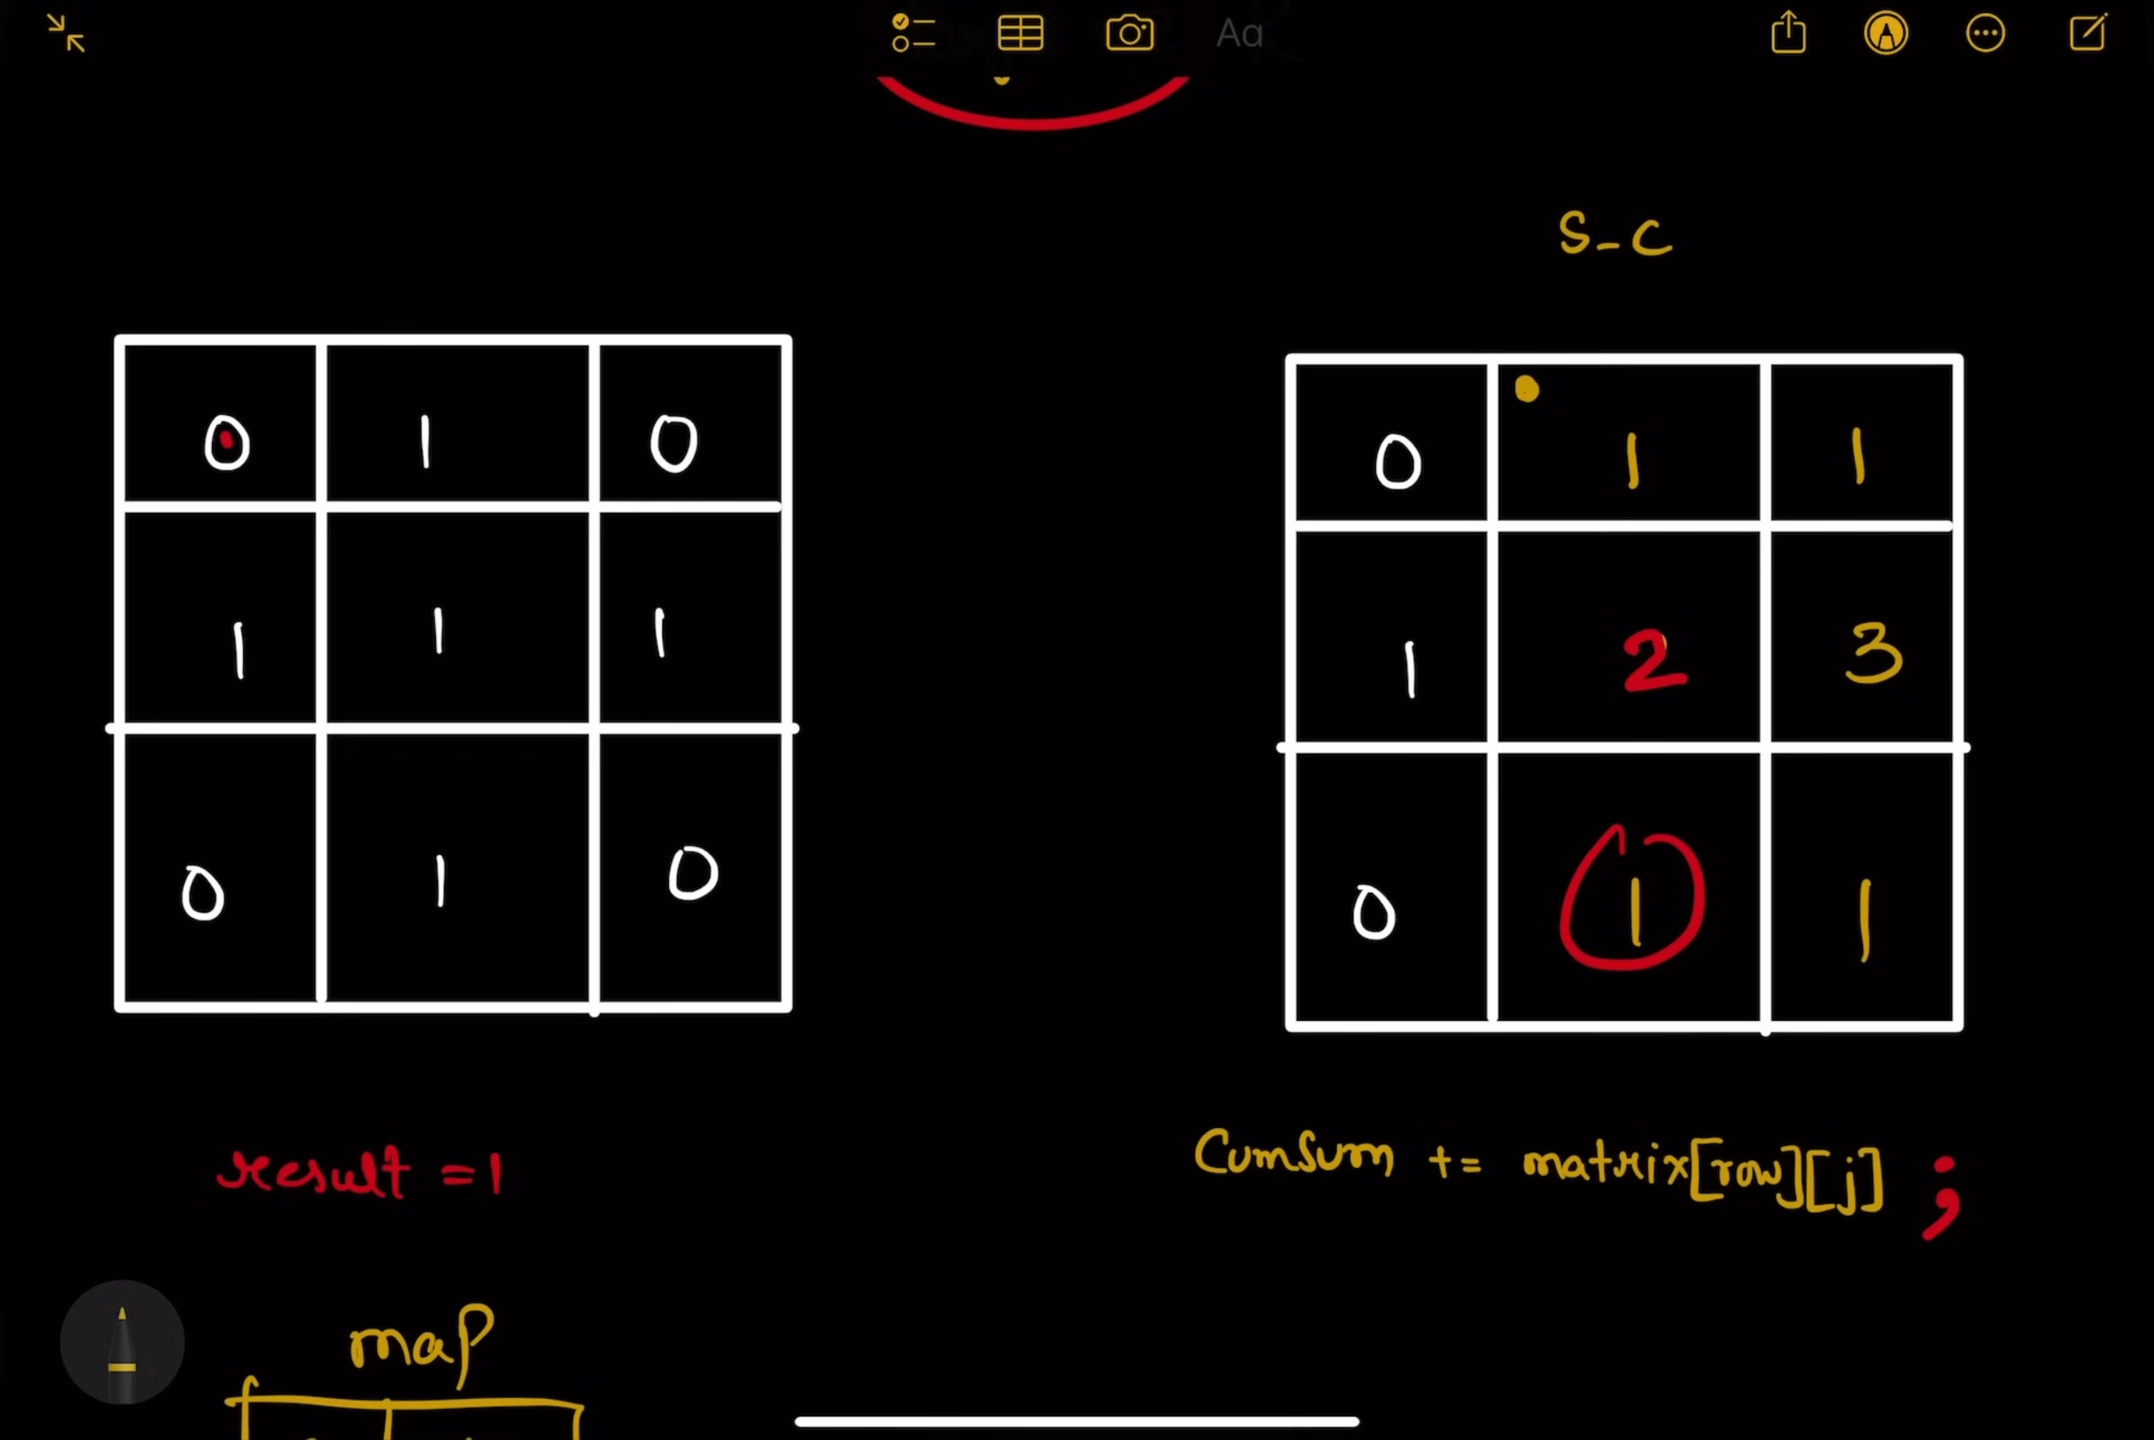 Aa
S-C
0 1 0
1 1 1
0 1 0
0 1 1
1 2 3
0 1 1
result = 1
CumSum += matrix[row][j] ;
map